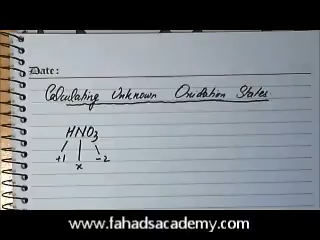 Date:
Calculating Unknown Oxidation States
HNO3
+1 x -2
www.fahadsacademy.com